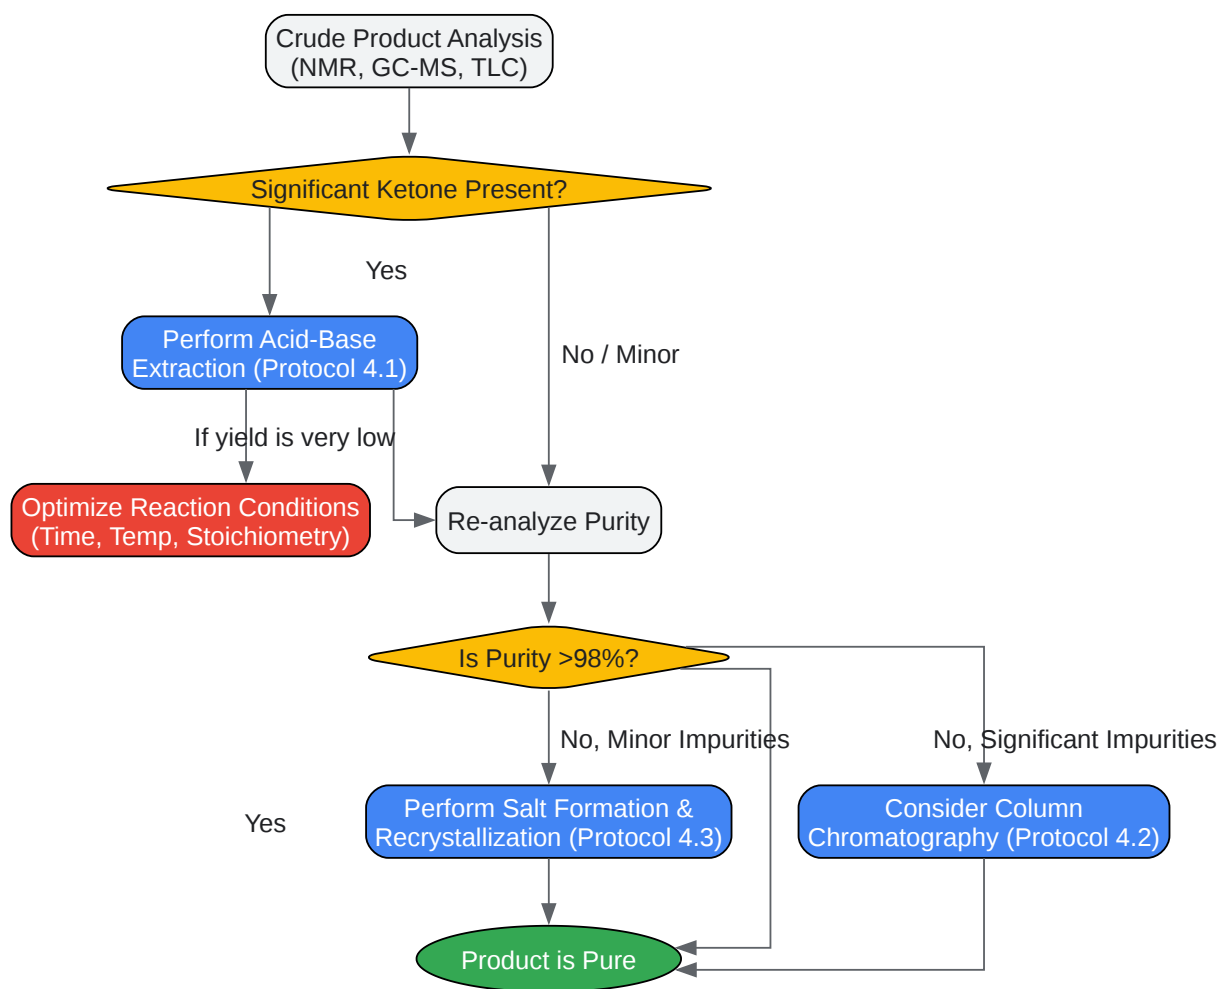 Crude Product Analysis
(NMR, GC-MS, TLC)
Significant Ketone Present?
Yes
Perform Acid-Base
Extraction (Protocol 4.1)
No / Minor
If yield is very low
Optimize Reaction Conditions
(Time, Temp, Stoichiometry)
Re-analyze Purity
Is Purity >98%?
No, Minor Impurities
No, Significant Impurities
Yes
Perform Salt Formation &
Recrystallization (Protocol 4.3)
Consider Column
Chromatography (Protocol 4.2)
Product is Pure